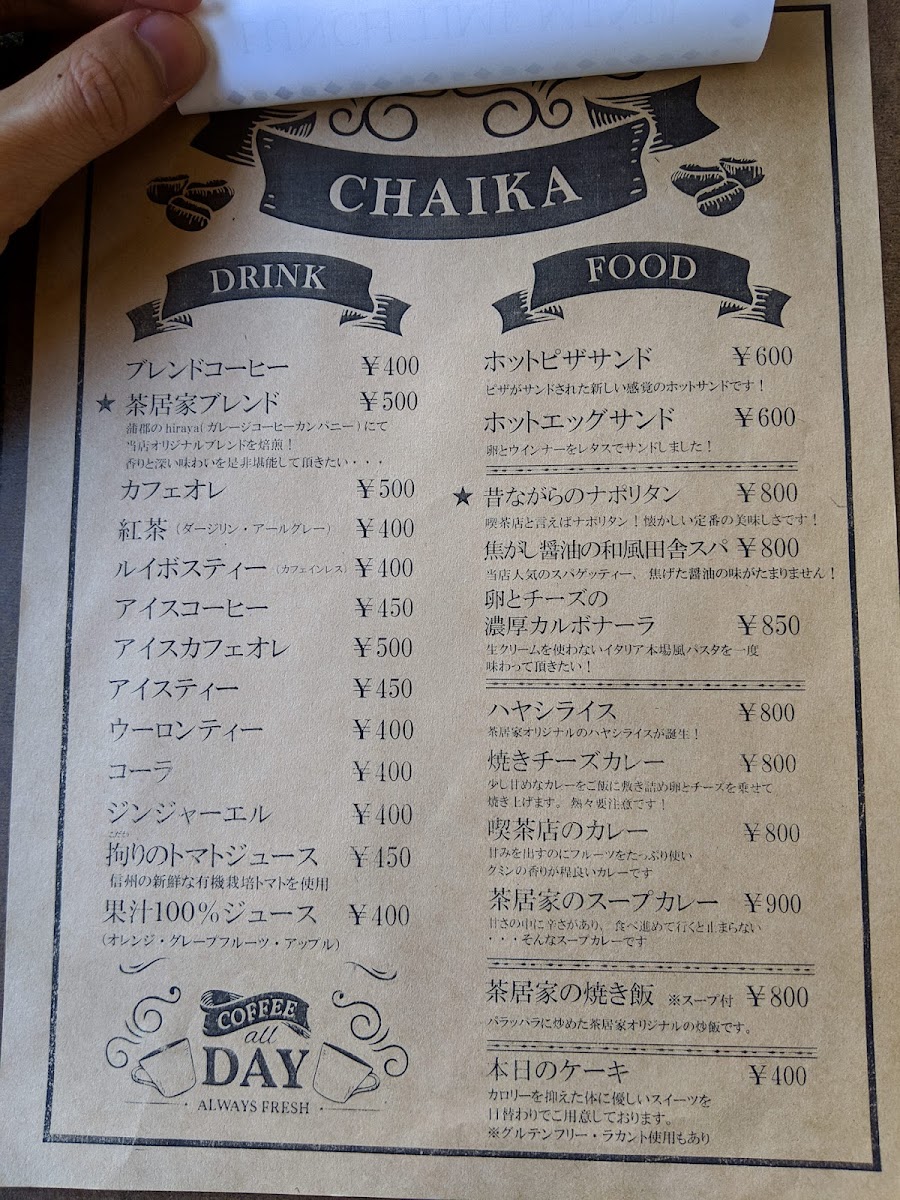 CHAIKA
DRINK
ブレンドコーヒー ¥400
★ 茶居家ブレンド ¥500
蒲郡の hiraya(ガレージコーヒーカンパニー)にて
当店オリジナルブレンドを焙煎！
香りと深い味わいを是非堪能して頂きたい・・・
カフェオレ ¥500
紅茶（ダージリン・アールグレー） ¥400
ルイボスティー（カフェインレス） ¥400
アイスコーヒー ¥450
アイスカフェオレ ¥500
アイスティー ¥450
ウーロンティー ¥400
コーラ ¥400
ジンジャーエル ¥400
こだわ
拘りのトマトジュース ¥450
信州の新鮮な有機栽培トマトを使用
果汁100％ジュース ¥400
(オレンジ・グレープフルーツ・アップル)
COFFEE
all
DAY
ALWAYS FRESH
FOOD
ホットピザサンド ¥600
ピザがサンドされた新しい感覚のホットサンドです！
ホットエッグサンド ¥600
卵とウインナーをレタスでサンドしました！
★ 昔ながらのナポリタン ¥800
喫茶店と言えばナポリタン！懐かしい定番の美味しさです！
焦がし醤油の和風田舎スパ ¥800
当店人気のスパゲッティー、焦げた醤油の味がたまりません！
卵とチーズの
濃厚カルボナーラ ¥850
生クリームを使わないイタリア本場風パスタを一度
味わって頂きたい！
ハヤシライス ¥800
茶居家オリジナルのハヤシライスが誕生！
焼きチーズカレー ¥800
少し甘めなカレーをご飯に敷き詰め卵とチーズを乗せて
焼き上げます。熱々要注意です！
喫茶店のカレー ¥800
甘みを出すのにフルーツをたっぷり使い
クミンの香りが程良いカレーです
茶居家のスープカレー ¥900
甘さの中に辛さがあり、食べ進めて行くと止まらない
・・・そんなスープカレーです
茶居家の焼き飯 ※スープ付 ¥800
パラッパラに炒めた茶居家オリジナルの炒飯です。
本日のケーキ ¥400
カロリーを抑えた体に優しいスイーツを
日替わりでご用意しております。
※グルテンフリー・ラカント使用もあり